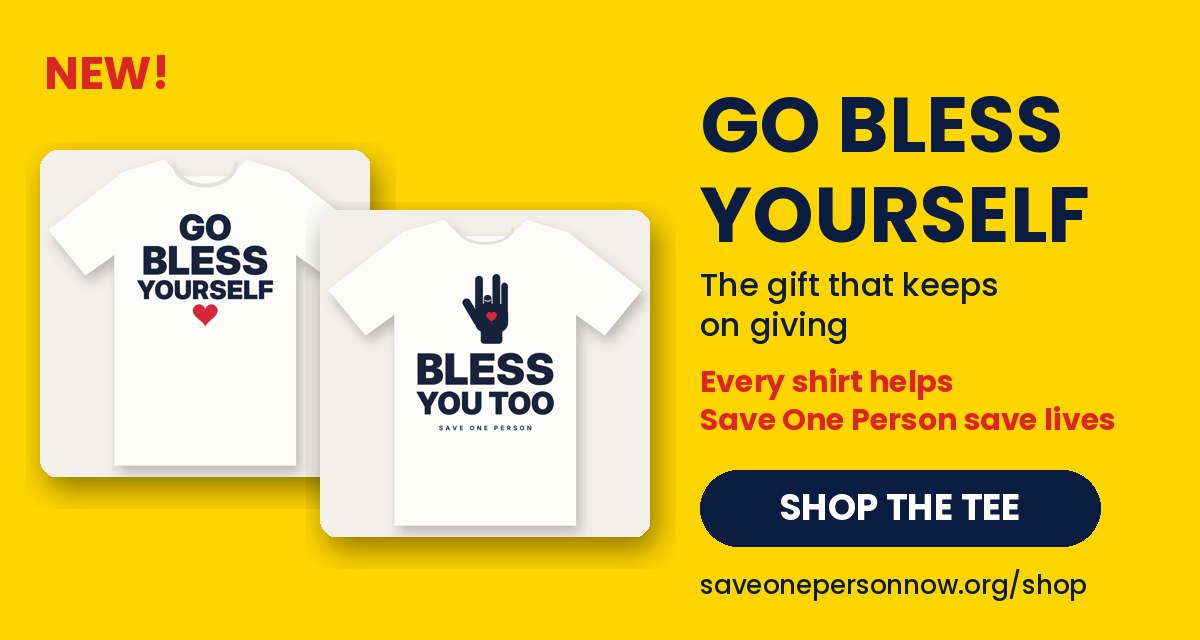 NEW!
GO
BLESS
YOURSELF
BLESS
YOU TOO
SAVE ONE PERSON
GO BLESS
YOURSELF
The gift that keeps
on giving
Every shirt helps
Save One Person save lives
SHOP THE TEE
saveonepersonnow.org/shop